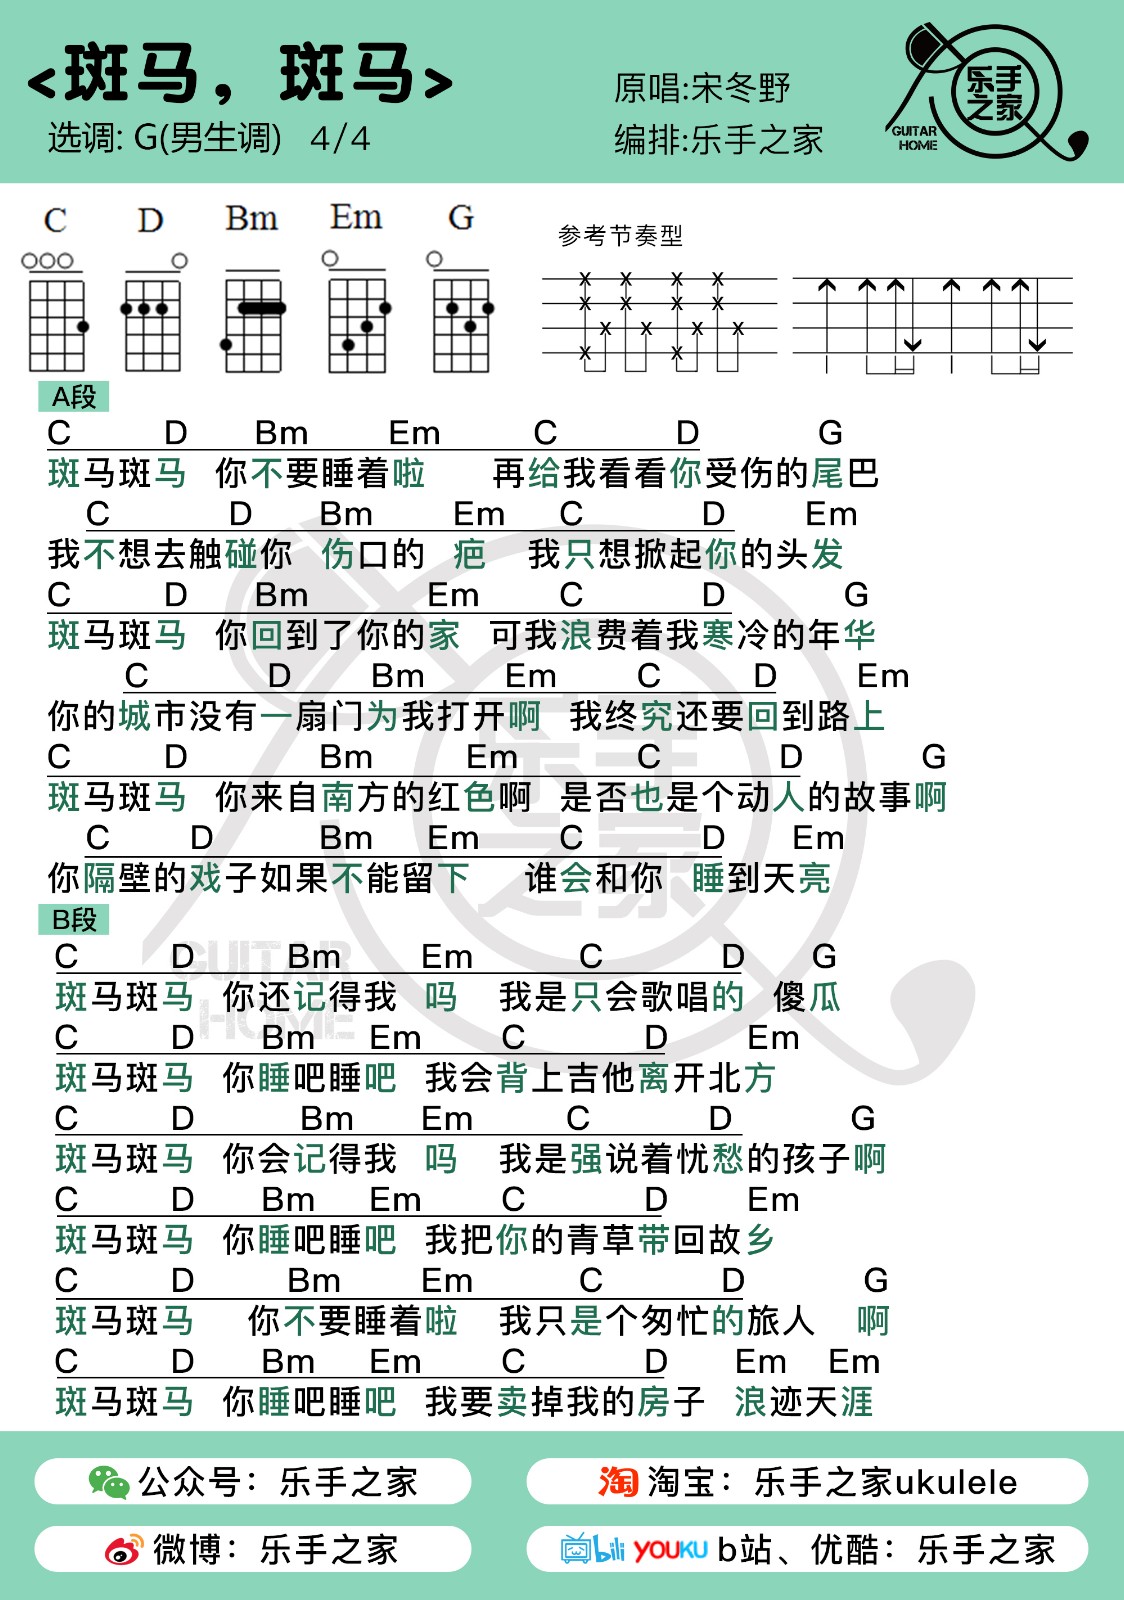 <斑马，斑马>
选调: G(男生调) 4/4
原唱:宋冬野
编排:乐手之家
乐手之家
GUITAR HOME
C D Bm Em G
参考节奏型
A段
C D Bm Em C D G
斑马斑马 你不要睡着啦 再给我看看你受伤的尾巴
C D Bm Em C D Em
我不想去触碰你 伤口的 疤 我只想掀起你的头发
C D Bm Em C D G
斑马斑马 你回到了你的家 可我浪费着我寒冷的年华
C D Bm Em C D Em
你的城市没有一扇门为我打开啊 我终究还要回到路上
C D Bm Em C D G
斑马斑马 你来自南方的红色啊 是否也是个动人的故事啊
C D Bm Em C D Em
你隔壁的戏子如果不能留下 谁会和你 睡到天亮
B段
C D Bm Em C D G
斑马斑马 你还记得我 吗 我是只会歌唱的 傻瓜
C D Bm Em C D Em
斑马斑马 你睡吧睡吧 我会背上吉他离开北方
C D Bm Em C D G
斑马斑马 你会记得我 吗 我是强说着忧愁的孩子啊
C D Bm Em C D Em
斑马斑马 你睡吧睡吧 我把你的青草带回故乡
C D Bm Em C D G
斑马斑马 你不要睡着啦 我只是个匆忙的旅人 啊
C D Bm Em C D Em Em
斑马斑马 你睡吧睡吧 我要卖掉我的房子 浪迹天涯
公众号：乐手之家
淘 淘宝：乐手之家ukulele
微博：乐手之家
bili YOUKU b站、优酷：乐手之家